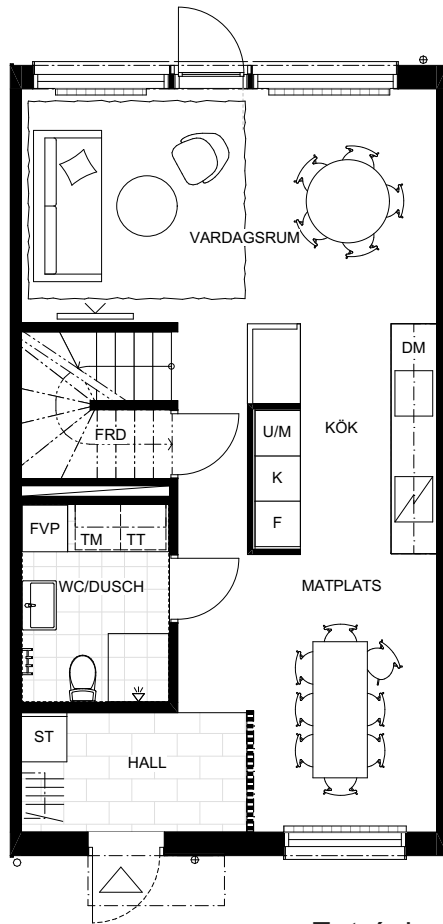 VARDAGSRUM
DM
FRD
U/M
KÖK
K
F
FVP
TM
TT
WC/DUSCH
MATPLATS
ST
HALL